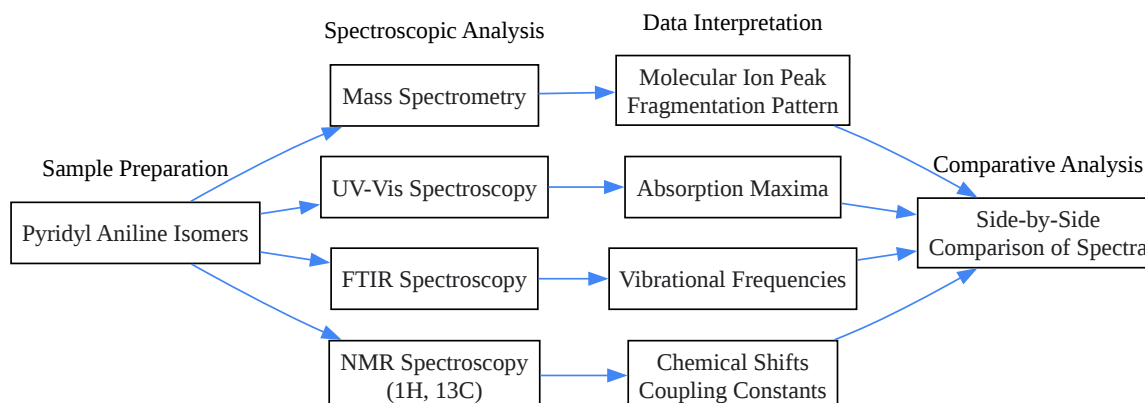 Spectroscopic Analysis
Data Interpretation
Mass Spectrometry
Molecular Ion Peak
Fragmentation Pattern
Sample Preparation
Comparative Analysis
UV-Vis Spectroscopy
Absorption Maxima
Pyridyl Aniline Isomers
Side-by-Side
Comparison of Spectra
FTIR Spectroscopy
Vibrational Frequencies
NMR Spectroscopy
(1H, 13C)
Chemical Shifts
Coupling Constants